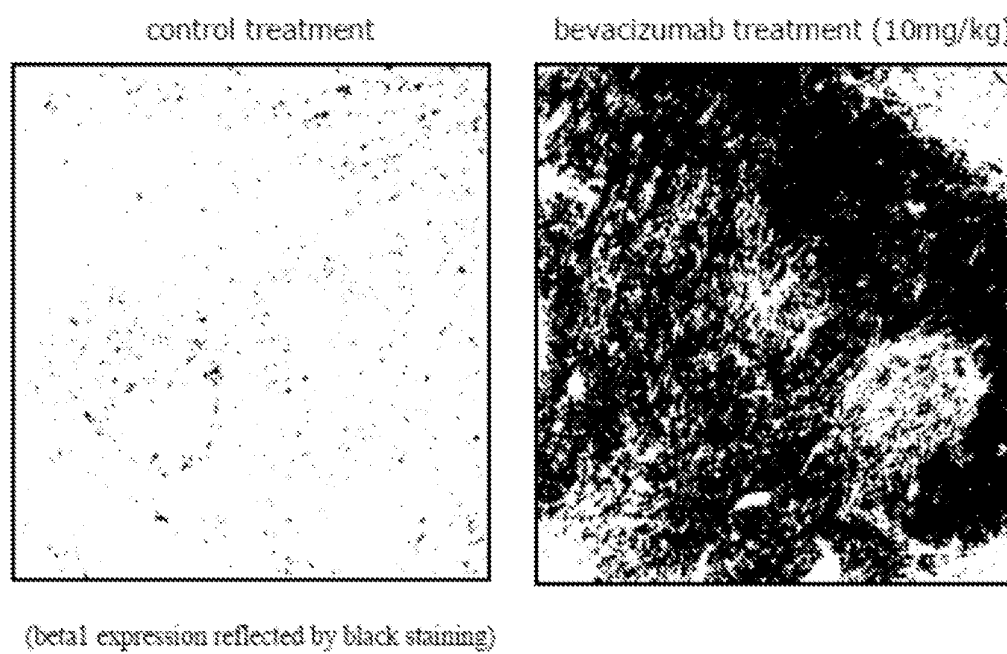 control treatment
bevacizumab treatment (10mg/kg)
(beta1 expression reflected by black staining)